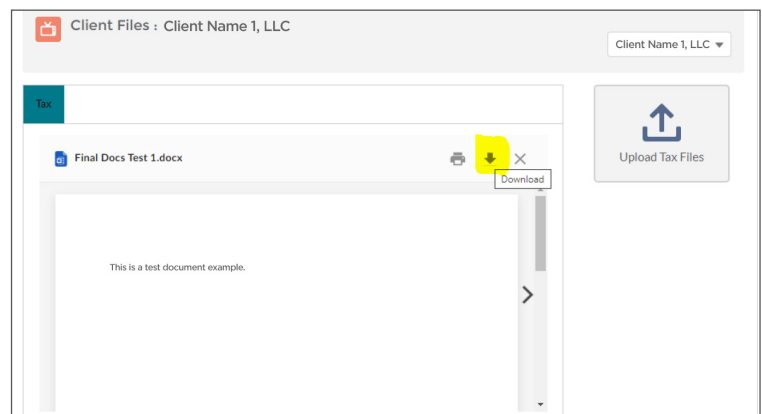 Client Files : Client Name 1, LLC
Client Name 1, LLC
Tax
Final Docs Test 1.docx
Download
Upload Tax Files
This is a test document example.